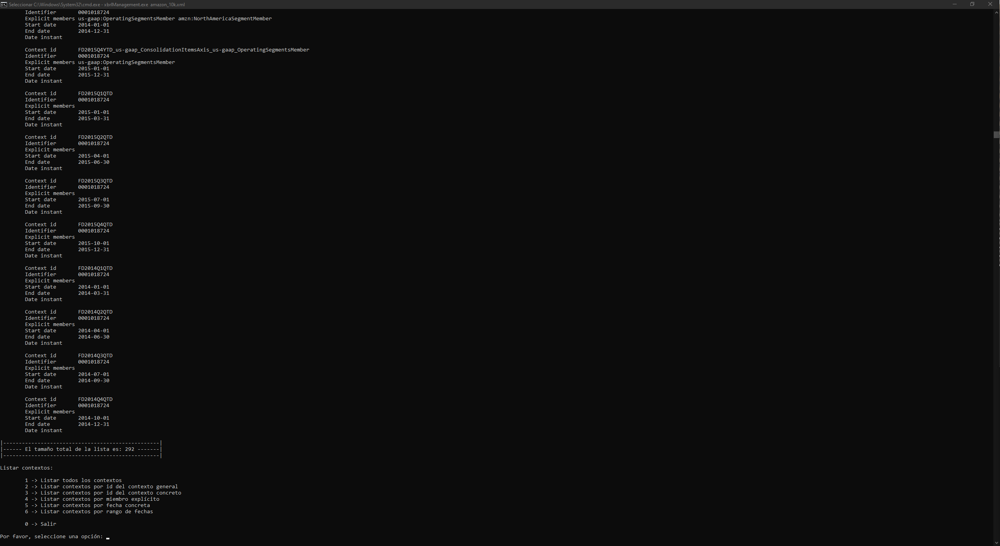 Seleccionar C:\Windows\System32\cmd.exe - xbrlManagement.exe  amazon_10k.xml
Identifier       0001018724
Explicit members us-gaap:OperatingSegmentsMember amzn:NorthAmericaSegmentMember
Start date       2014-01-01
End date         2014-12-31
Date instant
Context id       FD2015Q4YTD_us-gaap_ConsolidationItemsAxis_us-gaap_OperatingSegmentsMember
Identifier       0001018724
Explicit members us-gaap:OperatingSegmentsMember
Start date       2015-01-01
End date         2015-12-31
Date instant
Context id       FD2015Q1QTD
Identifier       0001018724
Explicit members
Start date       2015-01-01
End date         2015-03-31
Date instant
Context id       FD2015Q2QTD
Identifier       0001018724
Explicit members
Start date       2015-04-01
End date         2015-06-30
Date instant
Context id       FD2015Q3QTD
Identifier       0001018724
Explicit members
Start date       2015-07-01
End date         2015-09-30
Date instant
Context id       FD2015Q4QTD
Identifier       0001018724
Explicit members
Start date       2015-10-01
End date         2015-12-31
Date instant
Context id       FD2014Q1QTD
Identifier       0001018724
Explicit members
Start date       2014-01-01
End date         2014-03-31
Date instant
Context id       FD2014Q2QTD
Identifier       0001018724
Explicit members
Start date       2014-04-01
End date         2014-06-30
Date instant
Context id       FD2014Q3QTD
Identifier       0001018724
Explicit members
Start date       2014-07-01
End date         2014-09-30
Date instant
Context id       FD2014Q4QTD
Identifier       0001018724
Explicit members
Start date       2014-10-01
End date         2014-12-31
Date instant
|--------------------------------------------------|
|------ El tamaño total de la lista es: 292 -------|
|--------------------------------------------------|
Listar contextos:
1 -> Listar todos los contextos
2 -> Listar contextos por id del contexto general
3 -> Listar contextos por id del contexto concreto
4 -> Listar contextos por miembro explícito
5 -> Listar contextos por fecha concreta
6 -> Listar contextos por rango de fechas
0 -> Salir
Por favor, seleccione una opción: